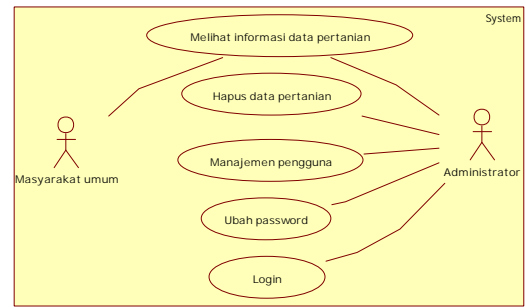 System
Melihat informasi data pertanian
Hapus data pertanian
Manajemen pengguna
Masyarakat umum
Administrator
Ubah password
Login